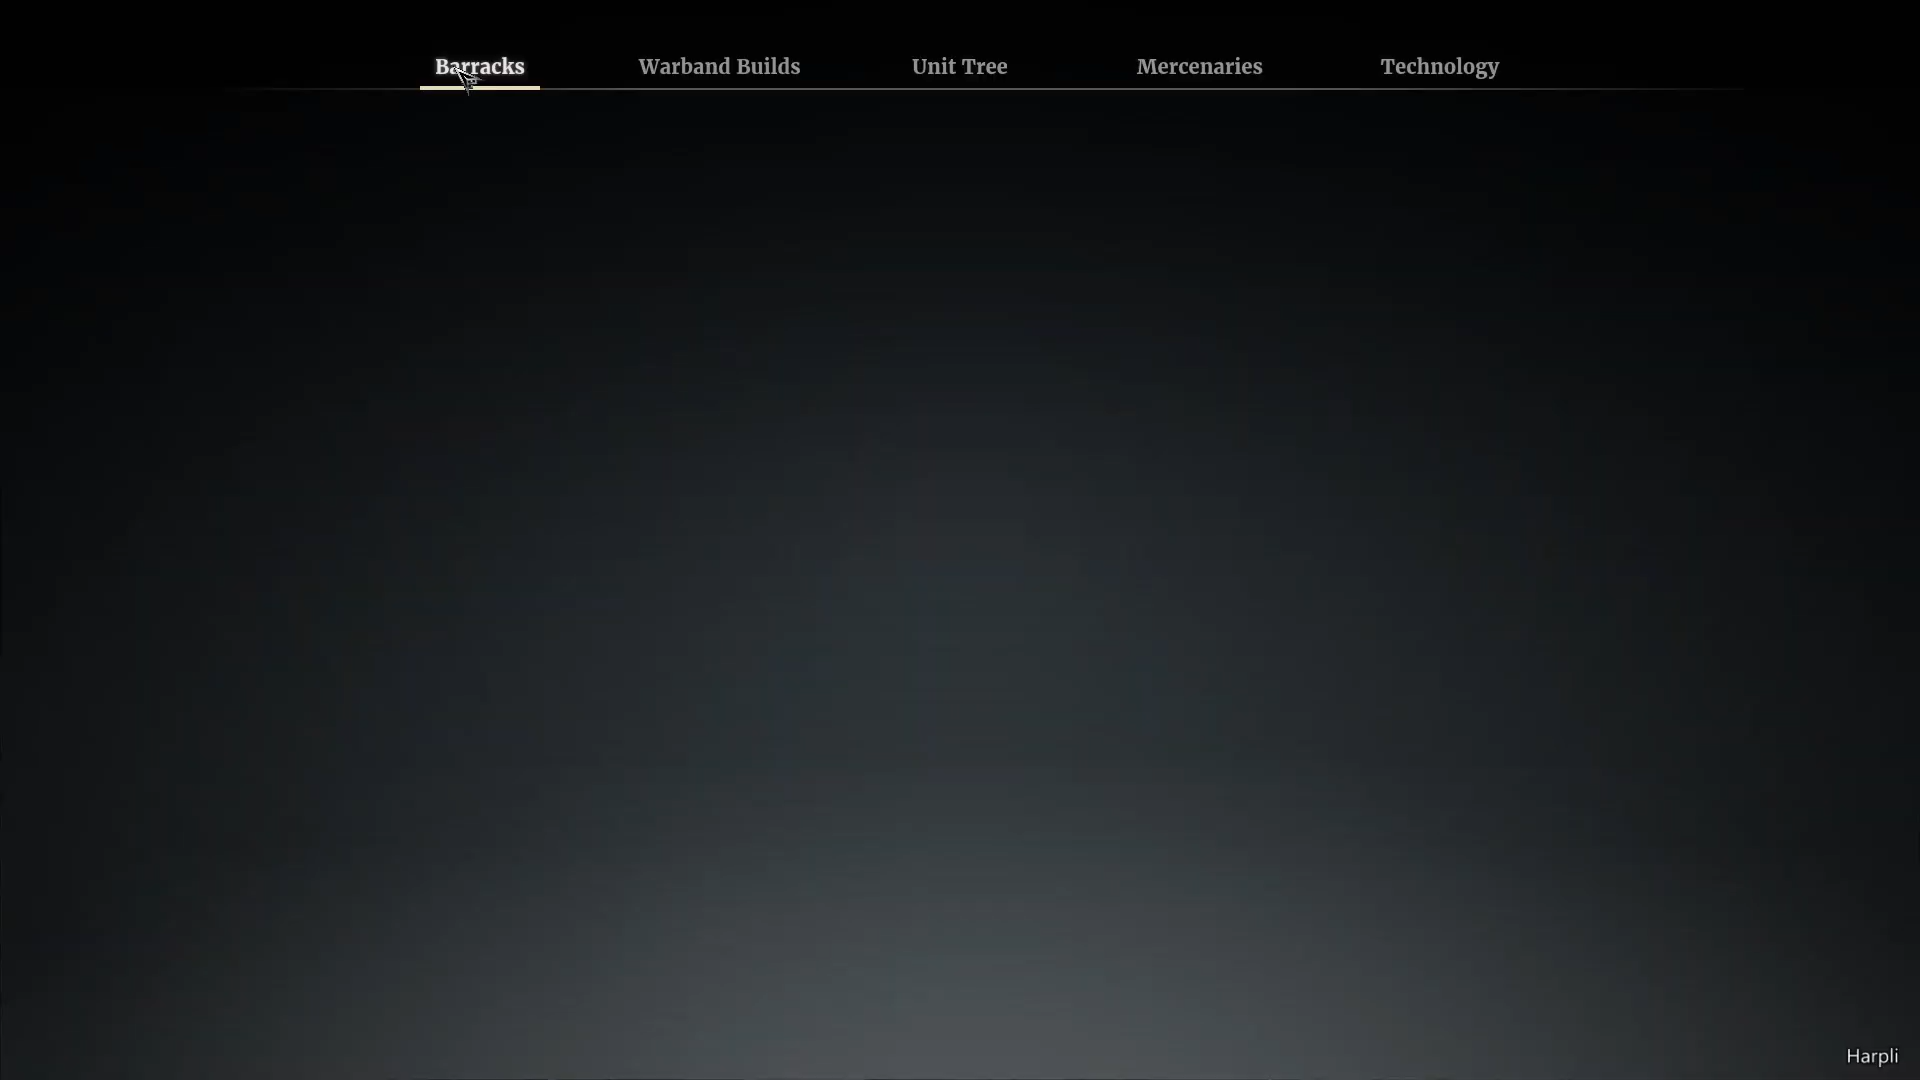 Barracks
Warband Builds
Unit Tree
Mercenaries
Technology
Harpli